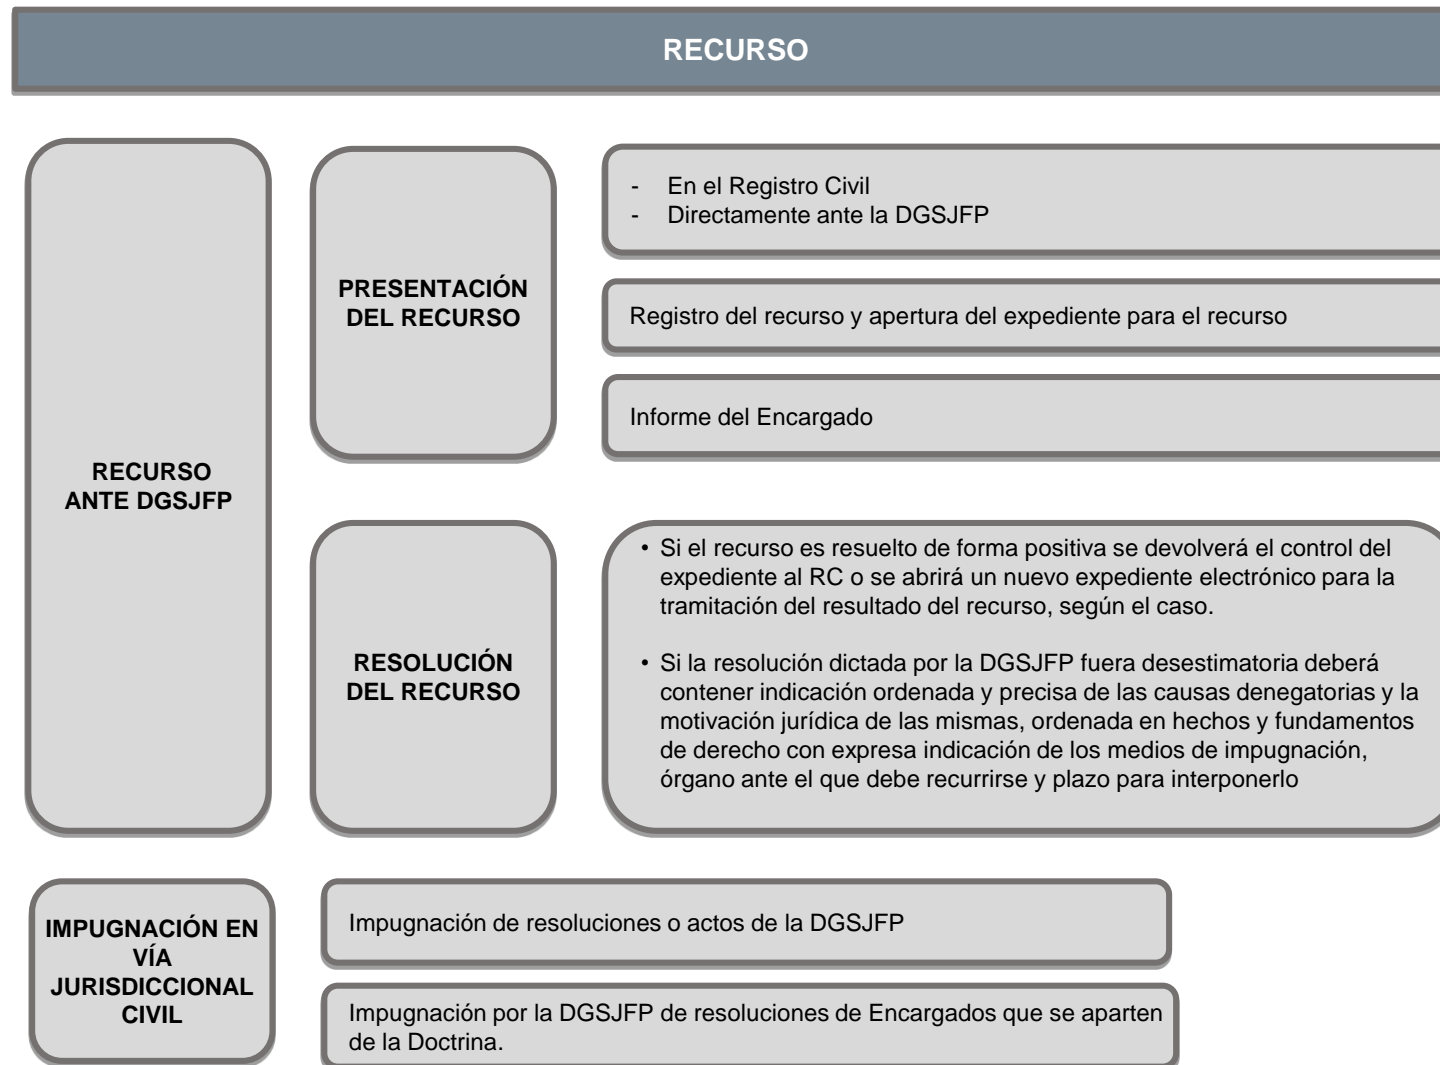 RECURSO
RECURSO
ANTE DGSJFP
PRESENTACIÓN
DEL RECURSO
- En el Registro Civil
- Directamente ante la DGSJFP
Registro del recurso y apertura del expediente para el recurso
Informe del Encargado
RESOLUCIÓN
DEL RECURSO
• Si el recurso es resuelto de forma positiva se devolverá el control del
expediente al RC o se abrirá un nuevo expediente electrónico para la
tramitación del resultado del recurso, según el caso.
• Si la resolución dictada por la DGSJFP fuera desestimatoria deberá
contener indicación ordenada y precisa de las causas denegatorias y la
motivación jurídica de las mismas, ordenada en hechos y fundamentos
de derecho con expresa indicación de los medios de impugnación,
órgano ante el que debe recurrirse y plazo para interponerlo
IMPUGNACIÓN EN
VÍA
JURISDICCIONAL
CIVIL
Impugnación de resoluciones o actos de la DGSJFP
Impugnación por la DGSJFP de resoluciones de Encargados que se aparten
de la Doctrina.